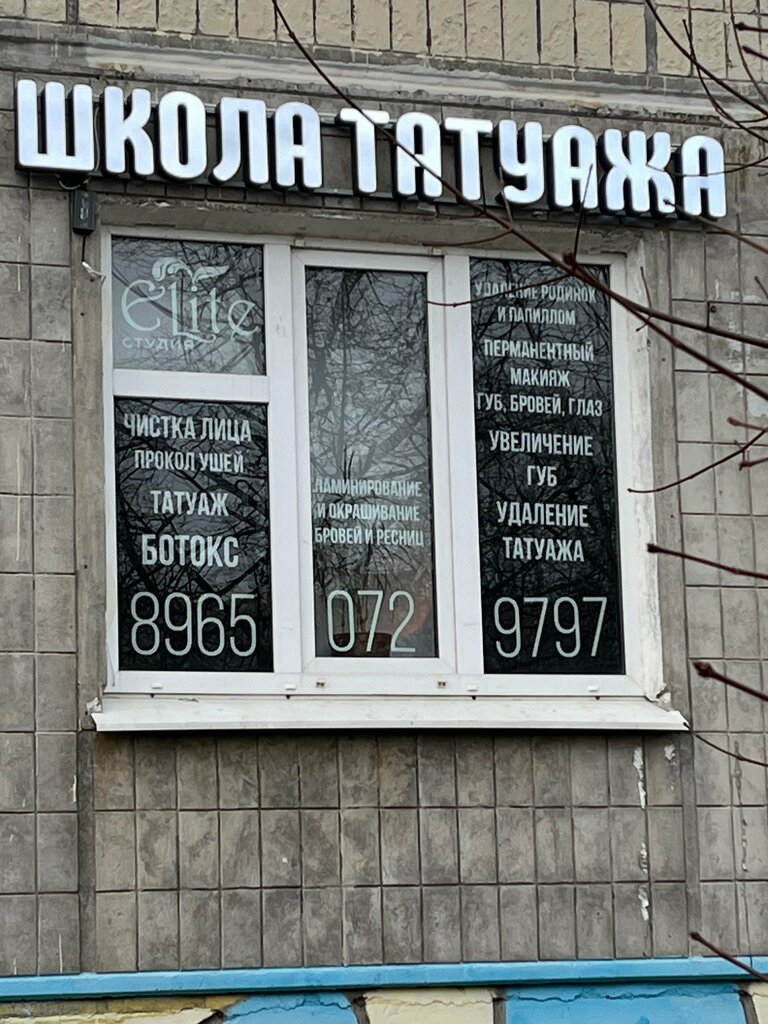 ШКОЛА ТАТУАЖА
eLite
СТУДИЯ
ЧИСТКА ЛИЦА
ПРОКОЛ УШЕЙ
ТАТУАЖ
БОТОКС
8965
ЛАМИНИРОВАНИЕ
И ОКРАШИВАНИЕ
БРОВЕЙ И РЕСНИЦ
072
УДАЛЕНИЕ РОДИНОК
И ПАПИЛЛОМ
ПЕРМАНЕНТНЫЙ
МАКИЯЖ
ГУБ, БРОВЕЙ, ГЛАЗ
УВЕЛИЧЕНИЕ
ГУБ
УДАЛЕНИЕ
ТАТУАЖА
9797